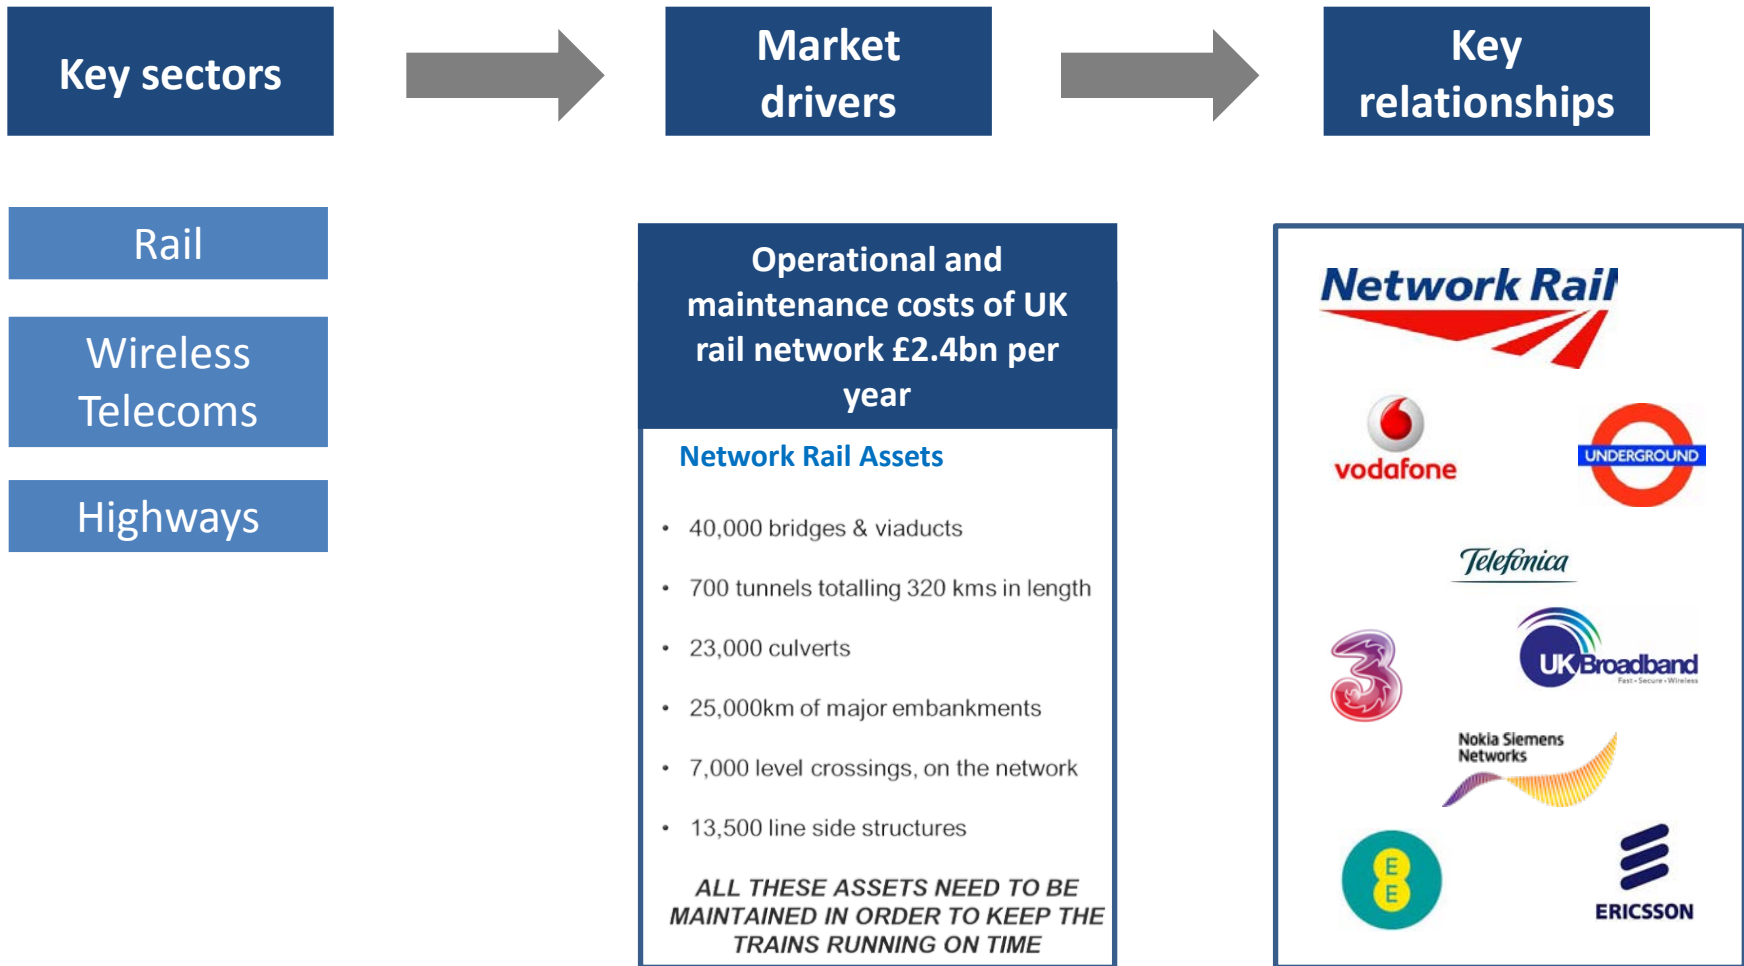 Key sectors
Market
drivers
Key
relationships
Rail
Wireless
Telecoms
Highways
Operational and
maintenance costs of UK
rail network £2.4bn per
year
Network Rail Assets
• 40,000 bridges & viaducts
• 700 tunnels totalling 320 kms in length
• 23,000 culverts
• 25,000km of major embankments
• 7,000 level crossings, on the network
• 13,500 line side structures
ALL THESE ASSETS NEED TO BE
MAINTAINED IN ORDER TO KEEP THE
TRAINS RUNNING ON TIME
Network Rail
vodafone
UNDERGROUND
Telefonica
3
UK Broadband
Fast • Secure • Wireless
Nokia Siemens
Networks
E
E
ERICSSON